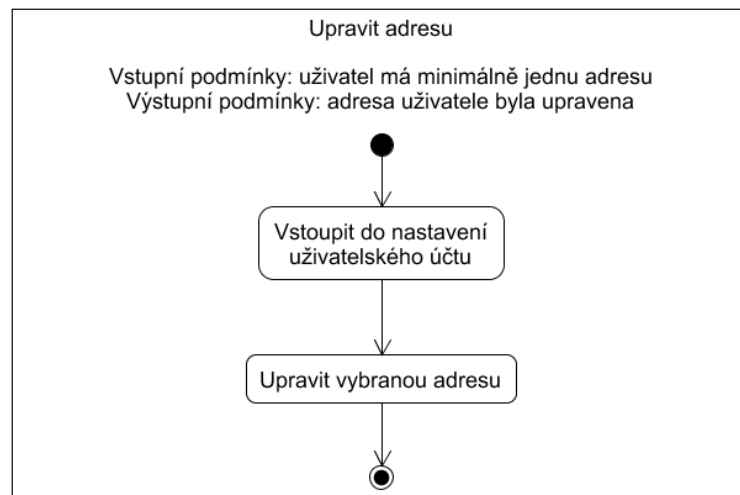 Upravit adresu
Vstupní podmínky: uživatel má minimálně jednu adresu
Výstupní podmínky: adresa uživatele byla upravena
Vstoupit do nastavení
uživatelského účtu
Upravit vybranou adresu